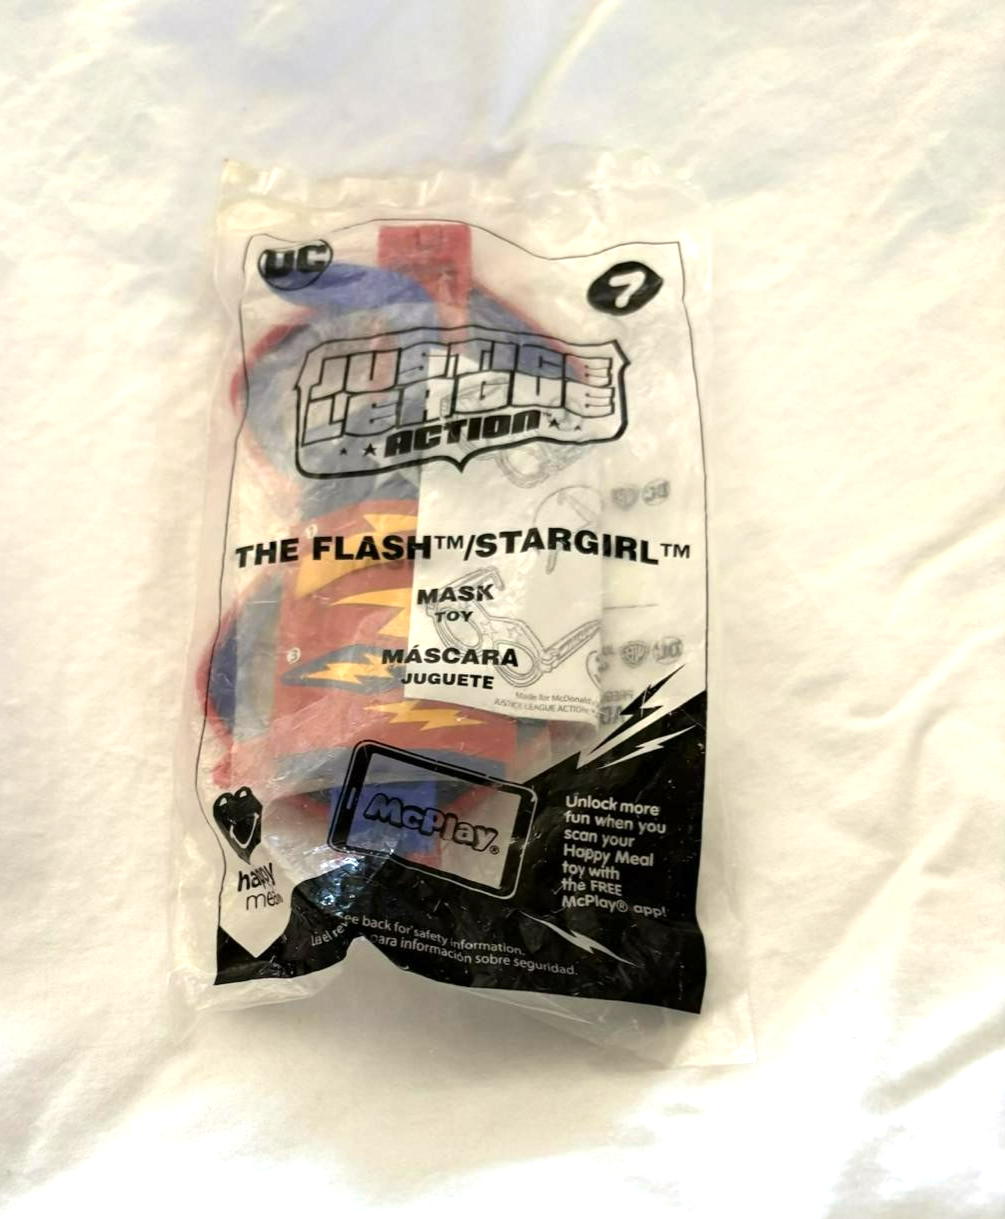 DC
7
JUSTICE
LEAGUE
ACTION
THE FLASH™/STARGIRL™
MASK
TOY
MÁSCARA
JUGUETE
3
Made for McDonald
JUSTICE LEAGUE ACTION
McPlay®
Unlock more
fun when you
scan your
Happy Meal
toy with
the FREE
McPlay® app!
happy
meal
See back for safety information.
para información sobre seguridad.